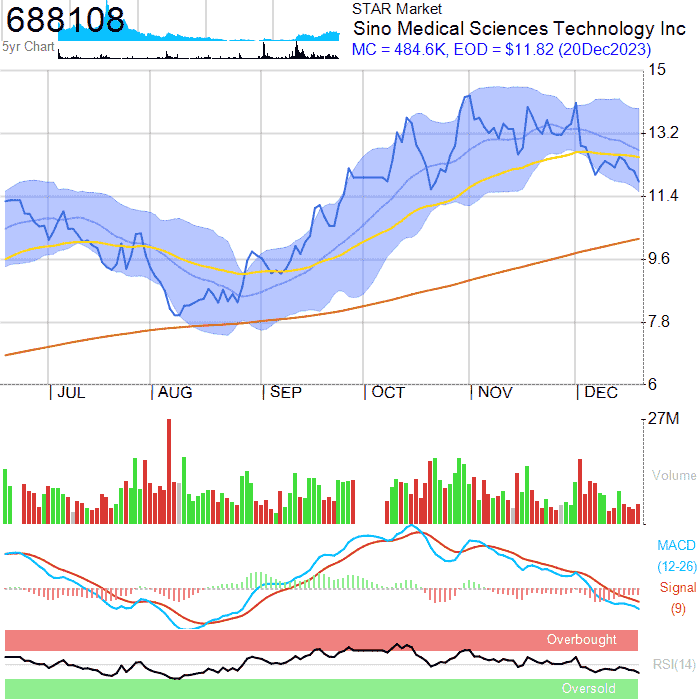 688108
5yr Chart
STAR Market
Sino Medical Sciences Technology Inc
MC = 484.6K, EOD = $11.82 (20Dec2023)
15
13.2
11.4
9.6
7.8
6
JUL
AUG
SEP
OCT
NOV
DEC
27M
Volume
MACD
(12-26)
Signal
(9)
Overbought
RSI(14)
Oversold